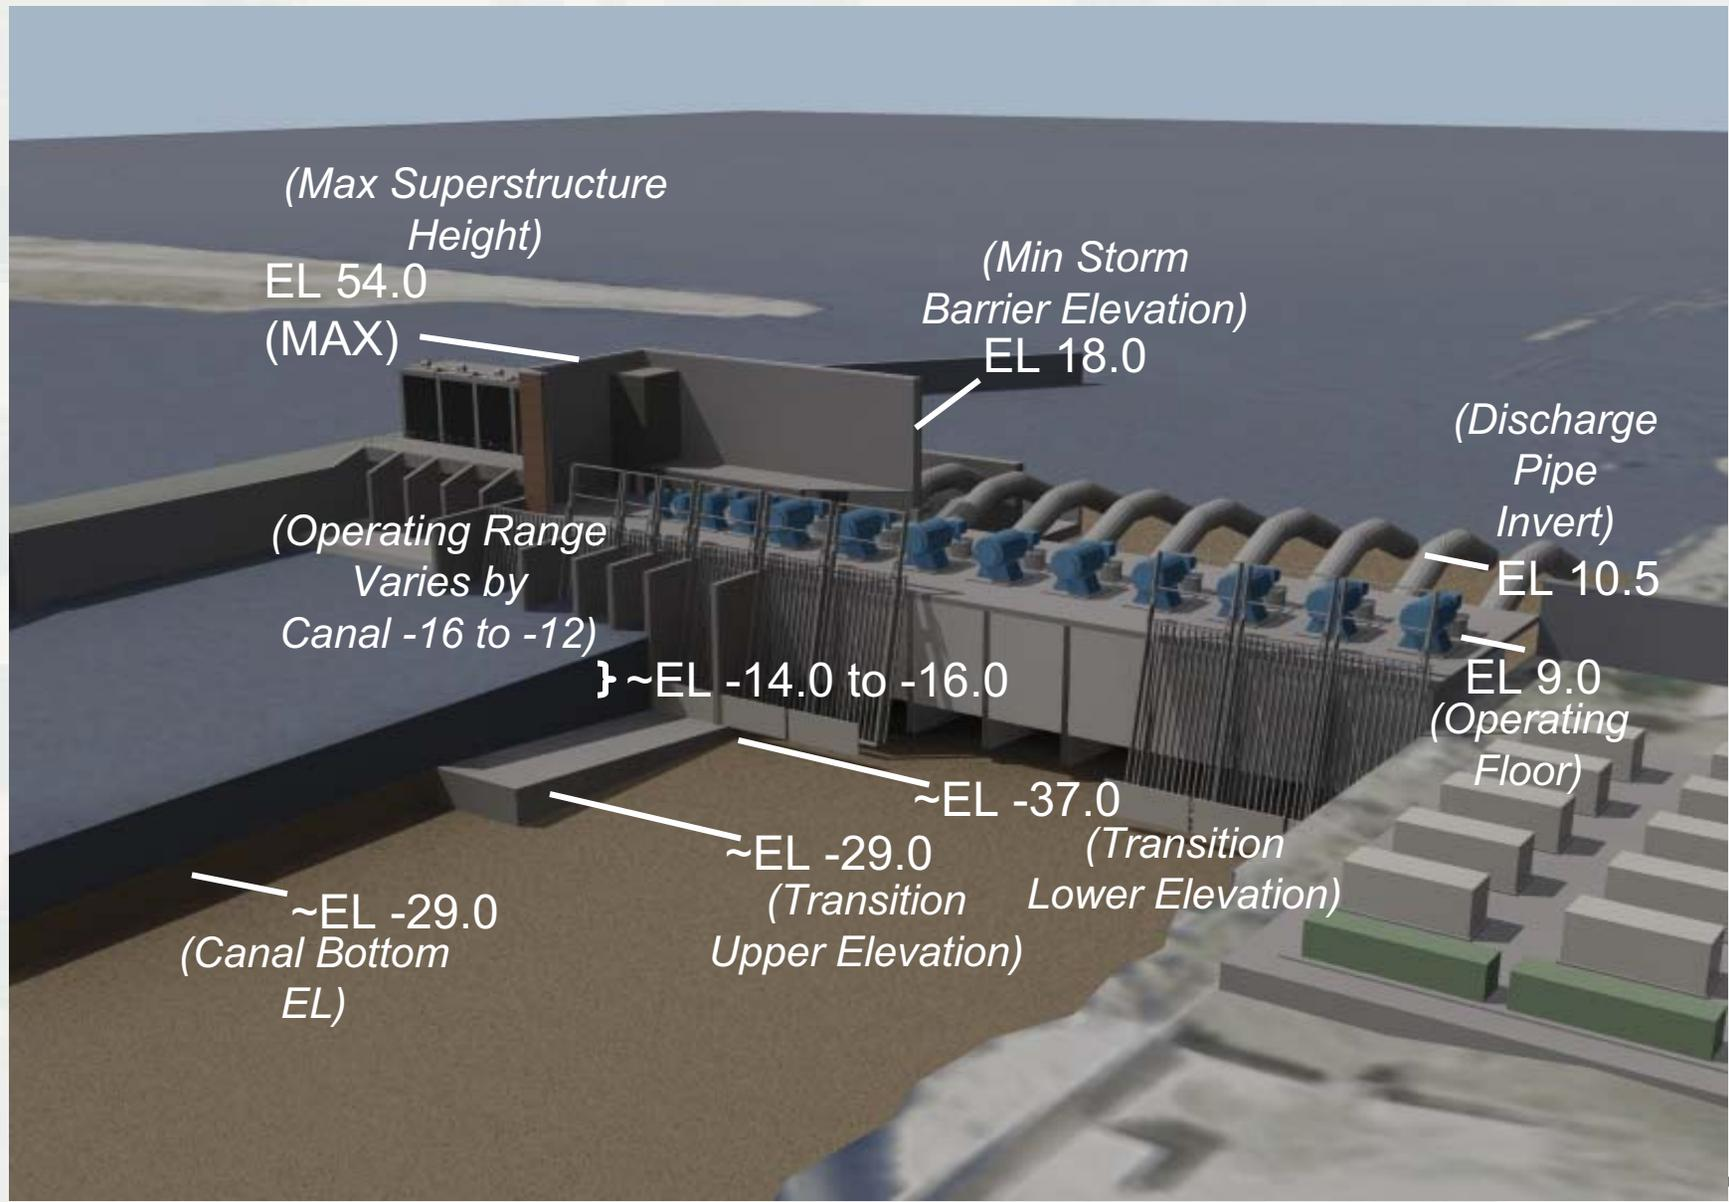 (Max Superstructure
Height)
EL 54.0
(MAX)
(Min Storm
Barrier Elevation)
EL 18.0
(Discharge
Pipe
Invert)
EL 10.5
(Operating Range
Varies by
Canal -16 to -12)
}~EL -14.0 to -16.0
EL 9.0
(Operating
Floor)
~EL -37.0
(Transition
Lower Elevation)
~EL -29.0
(Transition
Upper Elevation)
~EL -29.0
(Canal Bottom
EL)